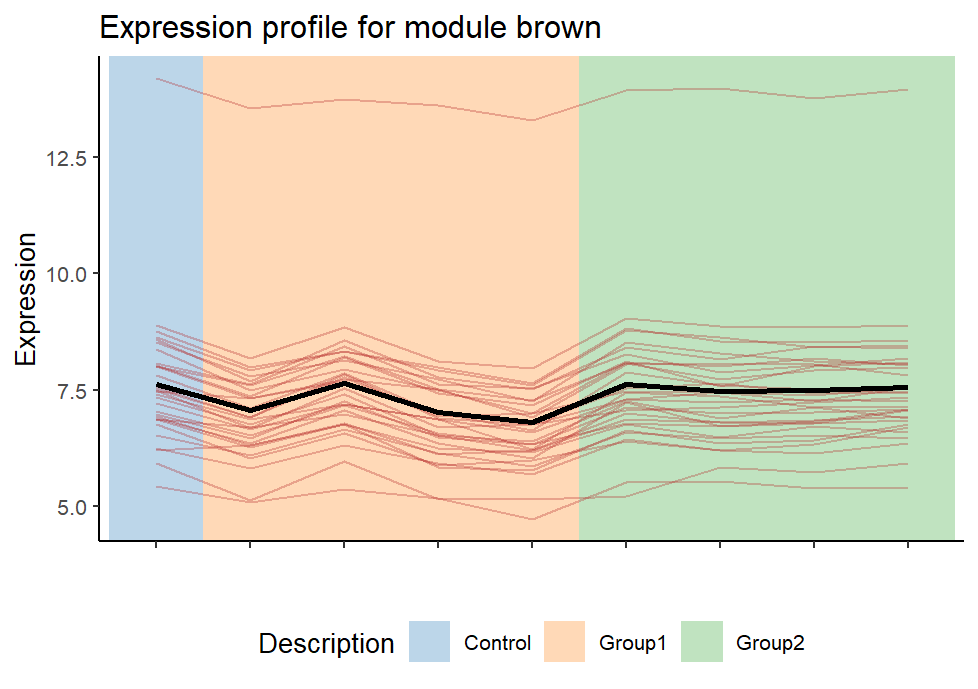 Expression profile for module brown
12.5
10.0
7.5
5.0
Expression
Description Control Group1 Group2